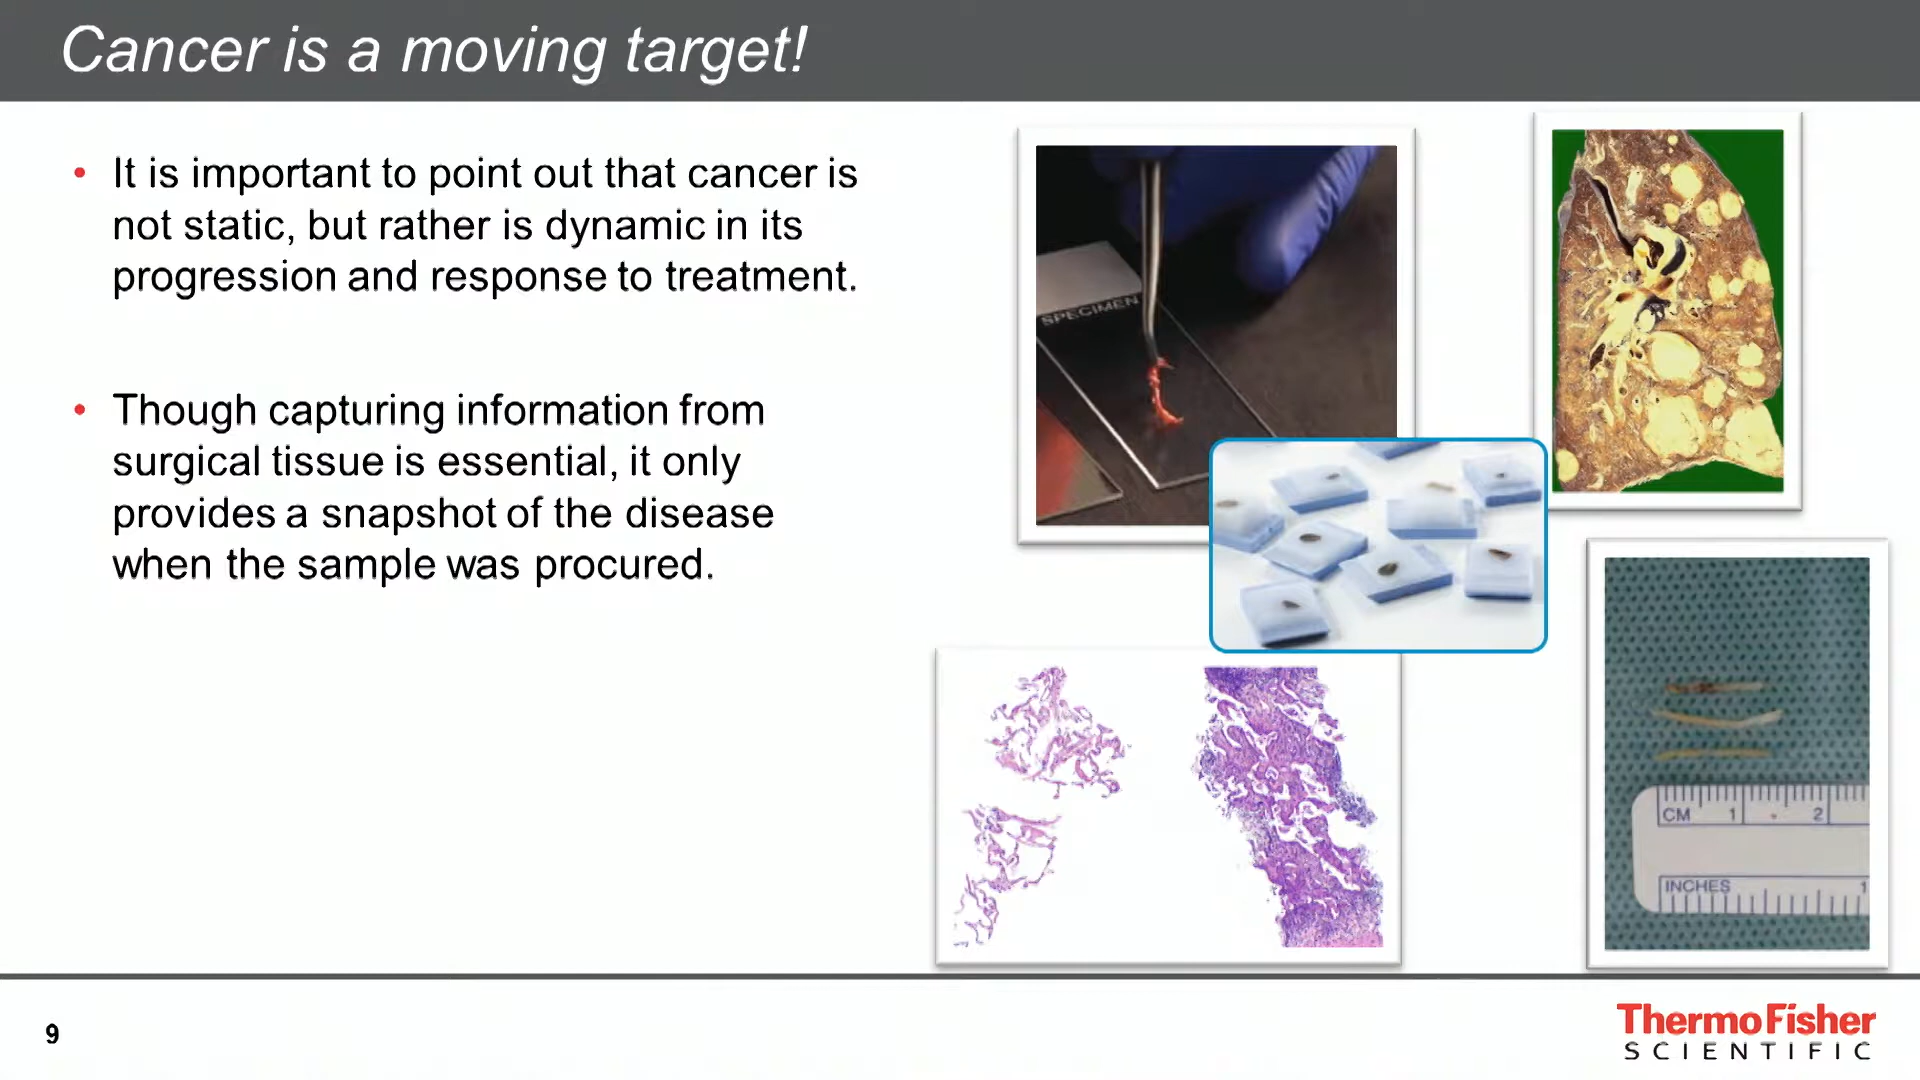 Cancer is a moving target!
• It is important to point out that cancer is
not static, but rather is dynamic in its
progression and response to treatment.
• Though capturing information from
surgical tissue is essential, it only
provides a snapshot of the disease
when the sample was procured.
SPECIMEN
CM 1 2
INCHES 1
9
ThermoFisher
SCIENTIFIC